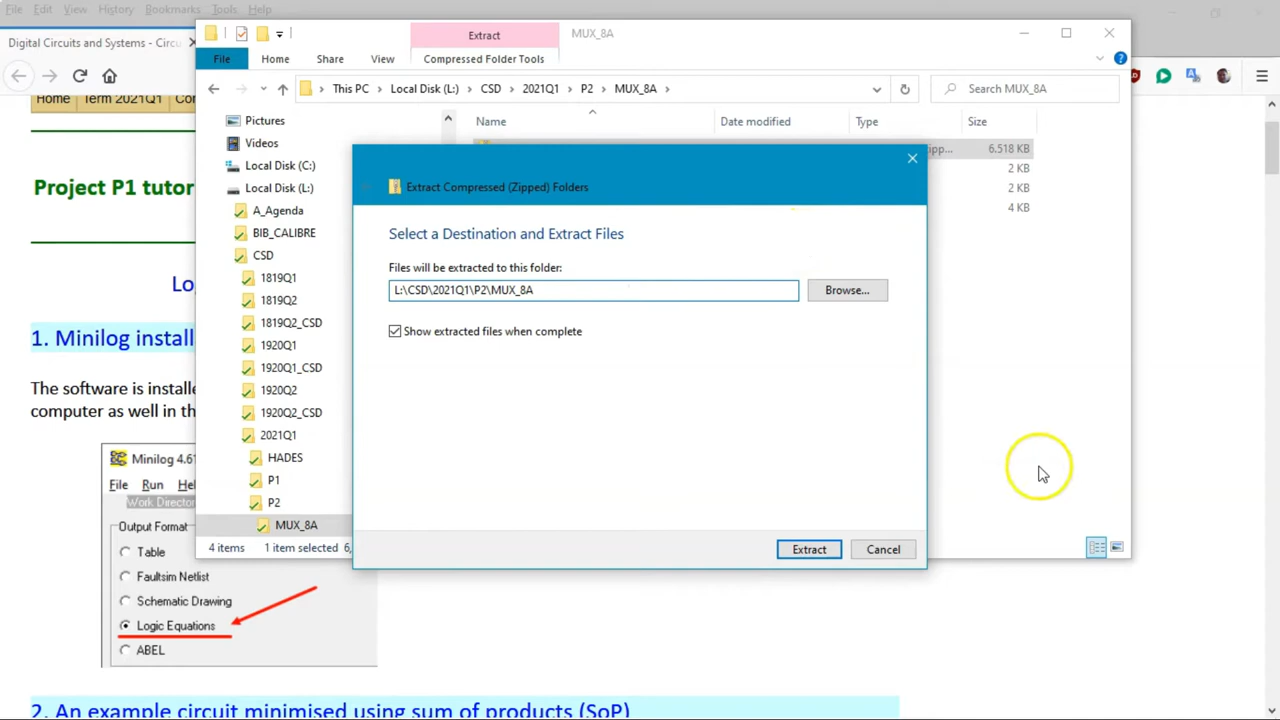 File Edit View History Bookmarks Tools Help
Digital Circuits and Systems - Circu
Home Term 2021Q1
Project P1 tutor
Lo
1. Minilog install
The software is installe
computer as well in th
Minilog 4.6
File Run Hel
Work Director
Output Format
Table
Faultsim Netlist
Schematic Drawing
Logic Equations
ABEL
2. An example circuit minimised using sum of products (SoP)
Extract
MUX_8A
File Home Share View Compressed Folder Tools
This PC > Local Disk (L:) > CSD > 2021Q1 > P2 > MUX_8A >
Search MUX_8A
Pictures
Videos
Local Disk (C:)
Local Disk (L:)
A_Agenda
BIB_CALIBRE
CSD
1819Q1
1819Q2
1819Q2_CSD
1920Q1
1920Q1_CSD
1920Q2
1920Q2_CSD
2021Q1
HADES
P1
P2
MUX_8A
4 items 1 item selected 6,
Name Date modified Type Size
ipp... 6.518 KB
2 KB
2 KB
4 KB
Extract Compressed (Zipped) Folders
Select a Destination and Extract Files
Files will be extracted to this folder:
L:\CSD\2021Q1\P2\MUX_8A
Browse...
Show extracted files when complete
Extract Cancel